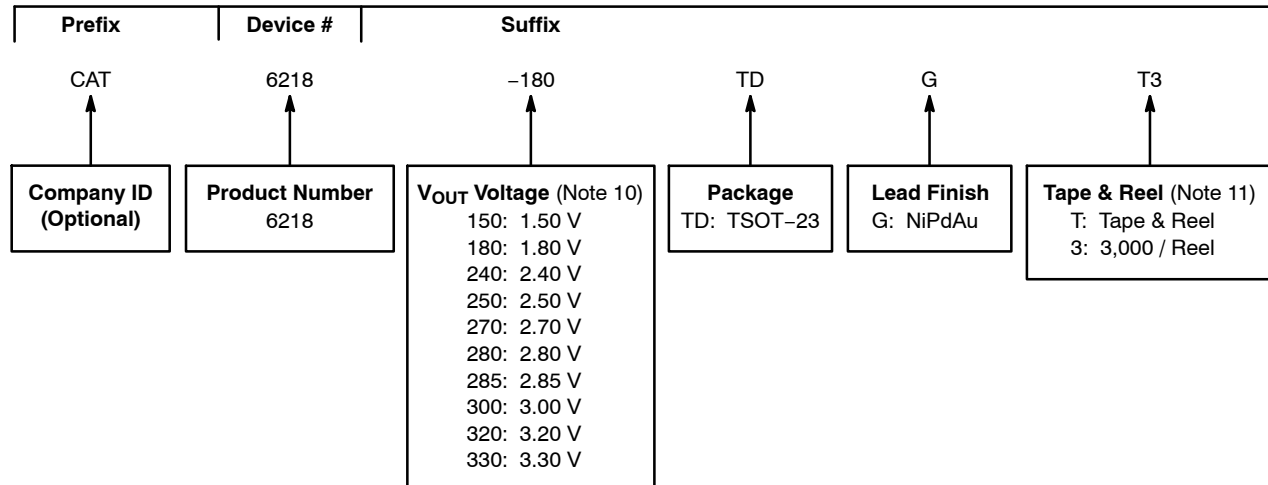 Prefix Device # Suffix
CAT 6218 –180 TD G T3
Company ID
(Optional)
Product Number
6218
VOUT Voltage (Note 10)
150: 1.50 V
180: 1.80 V
240: 2.40 V
250: 2.50 V
270: 2.70 V
280: 2.80 V
285: 2.85 V
300: 3.00 V
320: 3.20 V
330: 3.30 V
Package
TD: TSOT–23
Lead Finish
G: NiPdAu
Tape & Reel (Note 11)
T: Tape & Reel
3: 3,000 / Reel